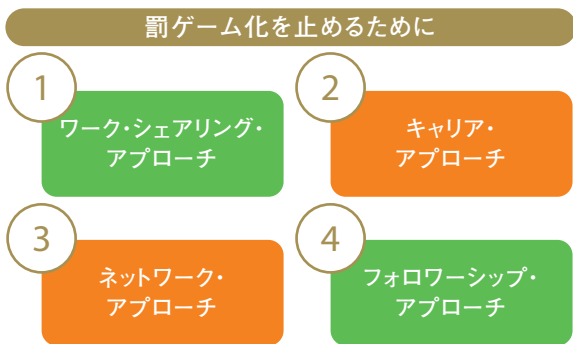 罰ゲーム化を止めるために
1
ワーク・シェアリング・
アプローチ
2
キャリア・
アプローチ
3
ネットワーク・
アプローチ
4
フォロワーシップ・
アプローチ